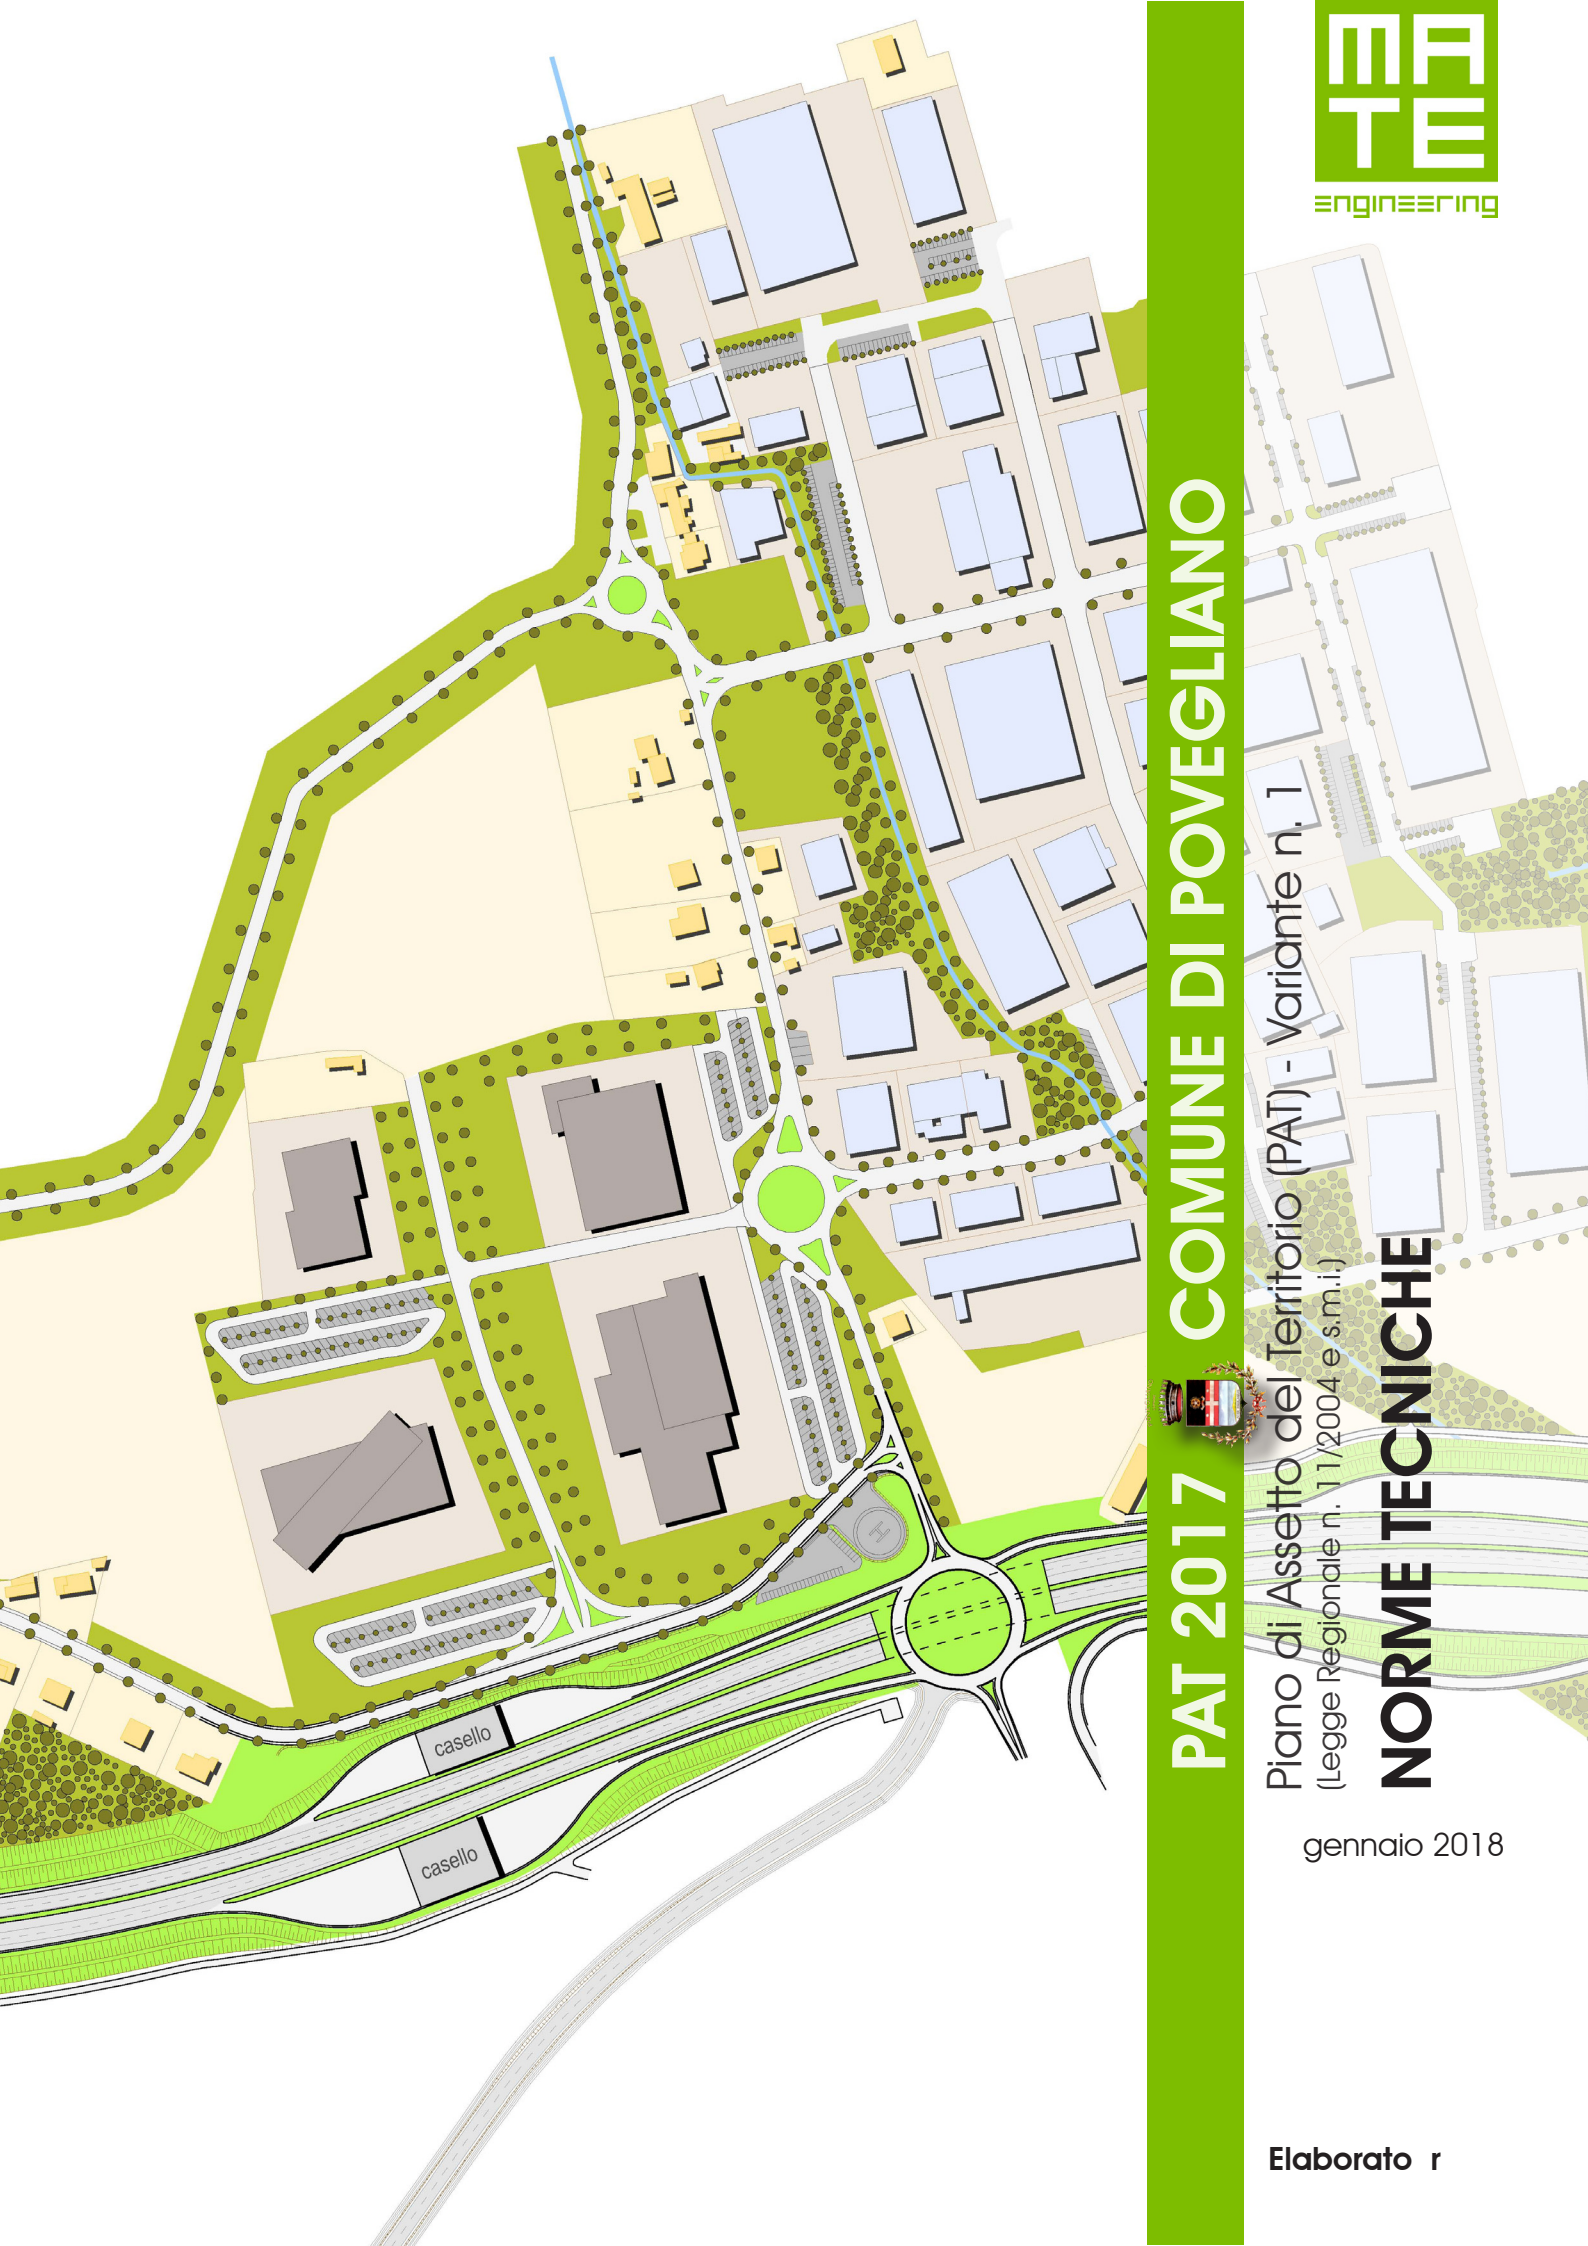 MA
TE
engineering
PAT 2017 COMUNE DI POVEGLIANO
Piano di Assetto del Territorio (PAT) - Variante n. 1
(Legge Regionale n. 11/2004 e s.m.i.)
NORME TECNICHE
gennaio 2018
H
casello
casello
Elaborato r